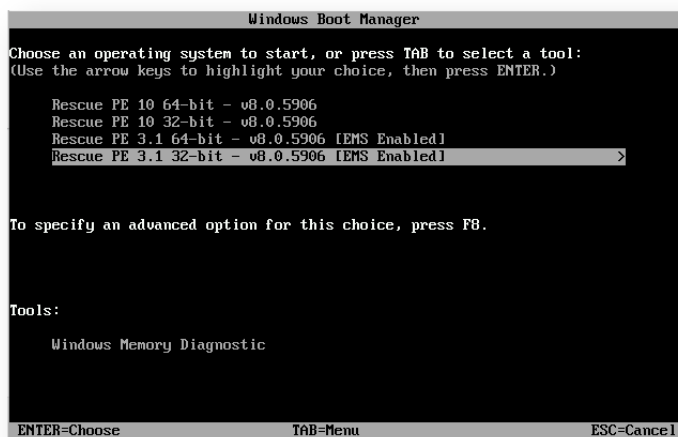 Windows Boot Manager
Choose an operating system to start, or press TAB to select a tool:
(Use the arrow keys to highlight your choice, then press ENTER.)
Rescue PE 10 64-bit - v8.0.5906
Rescue PE 10 32-bit - v8.0.5906
Rescue PE 3.1 64-bit - v8.0.5906 [EMS Enabled]
Rescue PE 3.1 32-bit - v8.0.5906 [EMS Enabled] >
To specify an advanced option for this choice, press F8.
Tools:
Windows Memory Diagnostic
ENTER=Choose TAB=Menu ESC=Cancel